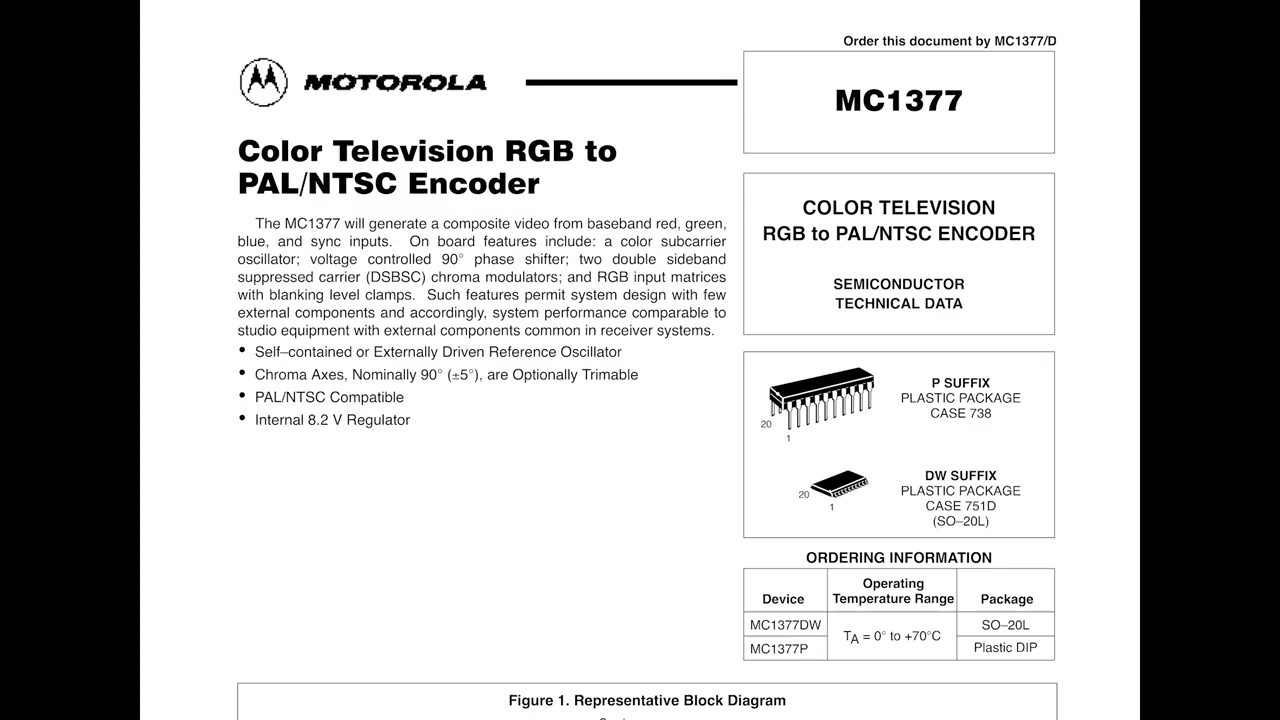 Order this document by MC1377/D
MOTOROLA
MC1377
Color Television RGB to
PAL/NTSC Encoder
The MC1377 will generate a composite video from baseband red, green,
blue, and sync inputs. On board features include: a color subcarrier
oscillator; voltage controlled 90° phase shifter; two double sideband
suppressed carrier (DSBSC) chroma modulators; and RGB input matrices
with blanking level clamps. Such features permit system design with few
external components and accordingly, system performance comparable to
studio equipment with external components common in receiver systems.
• Self–contained or Externally Driven Reference Oscillator
• Chroma Axes, Nominally 90° (±5°), are Optionally Trimable
• PAL/NTSC Compatible
• Internal 8.2 V Regulator
COLOR TELEVISION
RGB to PAL/NTSC ENCODER
SEMICONDUCTOR
TECHNICAL DATA
P SUFFIX
PLASTIC PACKAGE
CASE 738
20
1
DW SUFFIX
PLASTIC PACKAGE
CASE 751D
(SO–20L)
20
1
ORDERING INFORMATION
Device
Operating
Temperature Range
Package
MC1377DW
TA = 0° to +70°C
SO–20L
MC1377P
Plastic DIP
Figure 1. Representative Block Diagram